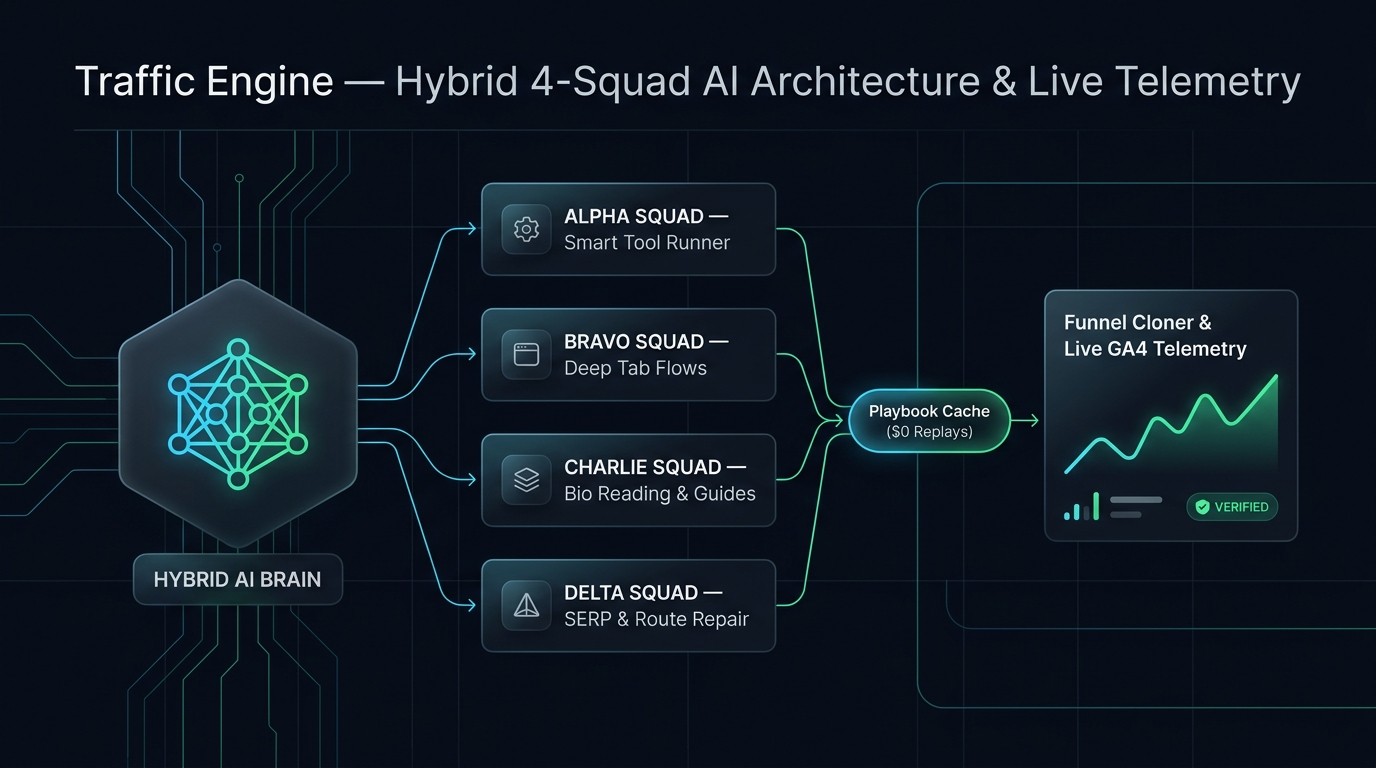 Traffic Engine — Hybrid 4-Squad AI Architecture & Live Telemetry
ALPHA SQUAD —
Smart Tool Runner
BRAVO SQUAD —
Deep Tab Flows
CHARLIE SQUAD —
Bio Reading & Guides
DELTA SQUAD —
SERP & Route Repair
HYBRID AI BRAIN
Playbook Cache
($0 Replays)
Funnel Cloner &
Live GA4 Telemetry
VERIFIED